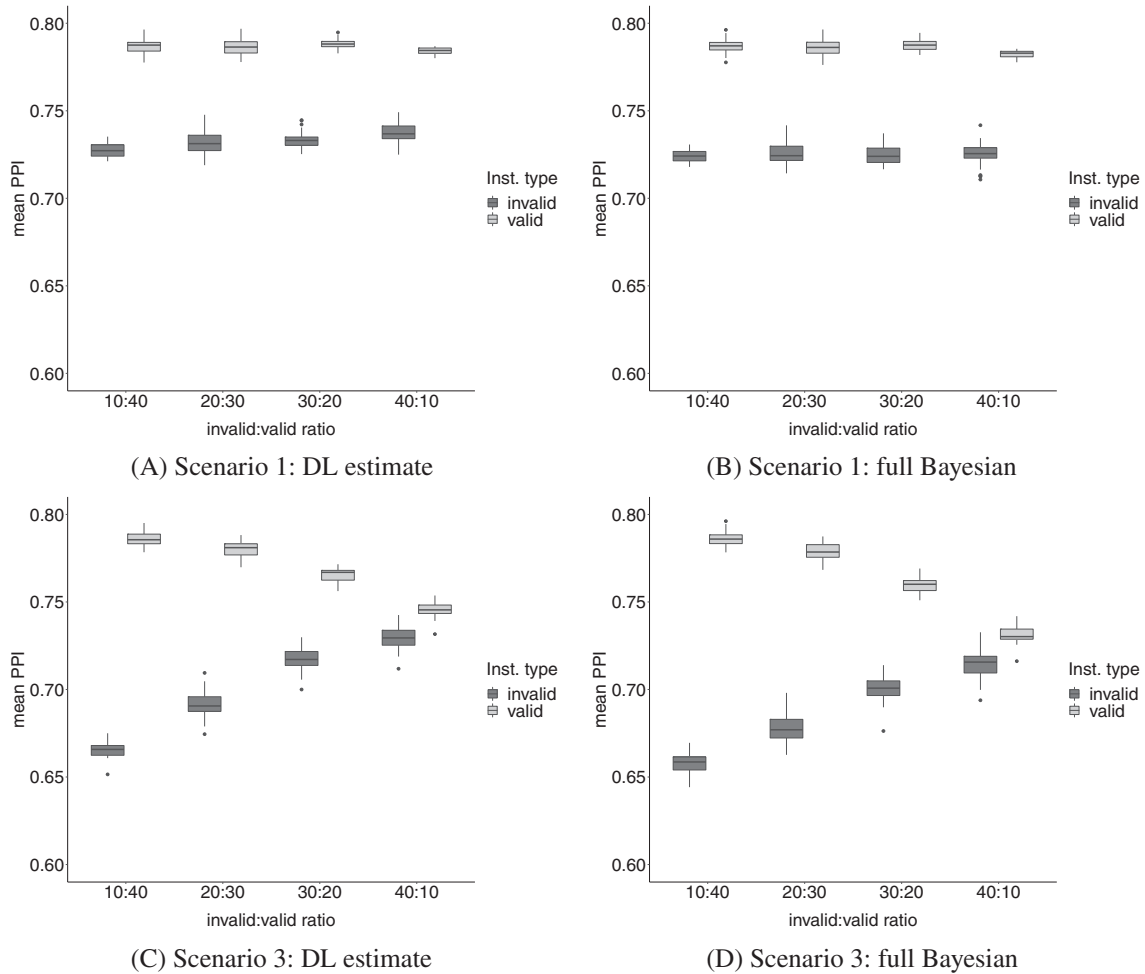 0.80
0.75
0.70
0.65
0.60
mean PPI
10:40 20:30 30:20 40:10
invalid:valid ratio
Inst. type
invalid
valid
(A) Scenario 1: DL estimate
0.80
0.75
0.70
0.65
0.60
mean PPI
10:40 20:30 30:20 40:10
invalid:valid ratio
Inst. type
invalid
valid
(B) Scenario 1: full Bayesian
0.80
0.75
0.70
0.65
0.60
mean PPI
10:40 20:30 30:20 40:10
invalid:valid ratio
Inst. type
invalid
valid
(C) Scenario 3: DL estimate
0.80
0.75
0.70
0.65
0.60
mean PPI
10:40 20:30 30:20 40:10
invalid:valid ratio
Inst. type
invalid
valid
(D) Scenario 3: full Bayesian